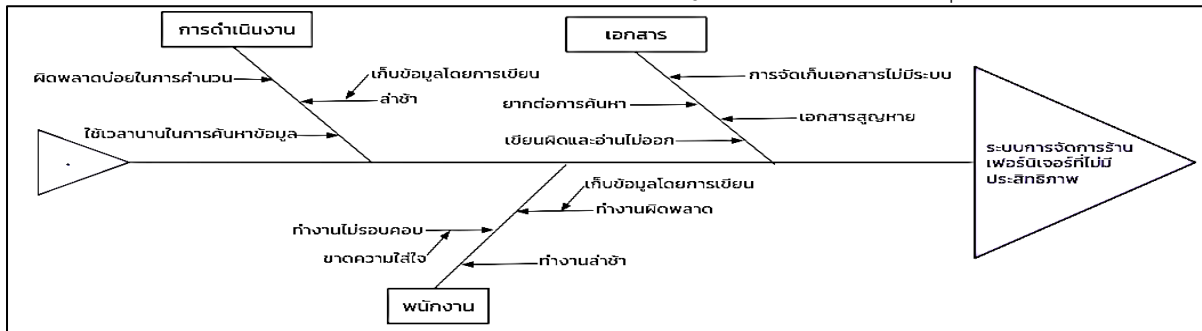 การดำเนินงาน
เอกสาร
ผิดพลาดบ่อยในการคำนวน
เก็บข้อมูลโดยการเขียน
ล่าช้า
ใช้เวลานานในการค้นหาข้อมูล
การจัดเก็บเอกสารไม่มีระบบ
ยากต่อการค้นหา
เอกสารสูญหาย
เขียนผิดและอ่านไม่ออก
ระบบการจัดการร้าน
เฟอร์นิเจอร์ที่ไม่มี
ประสิทธิภาพ
เก็บข้อมูลโดยการเขียน
ทำงานผิดพลาด
ทำงานไม่รอบคอบ
ขาดความใส่ใจ
ทำงานล่าช้า
พนักงาน